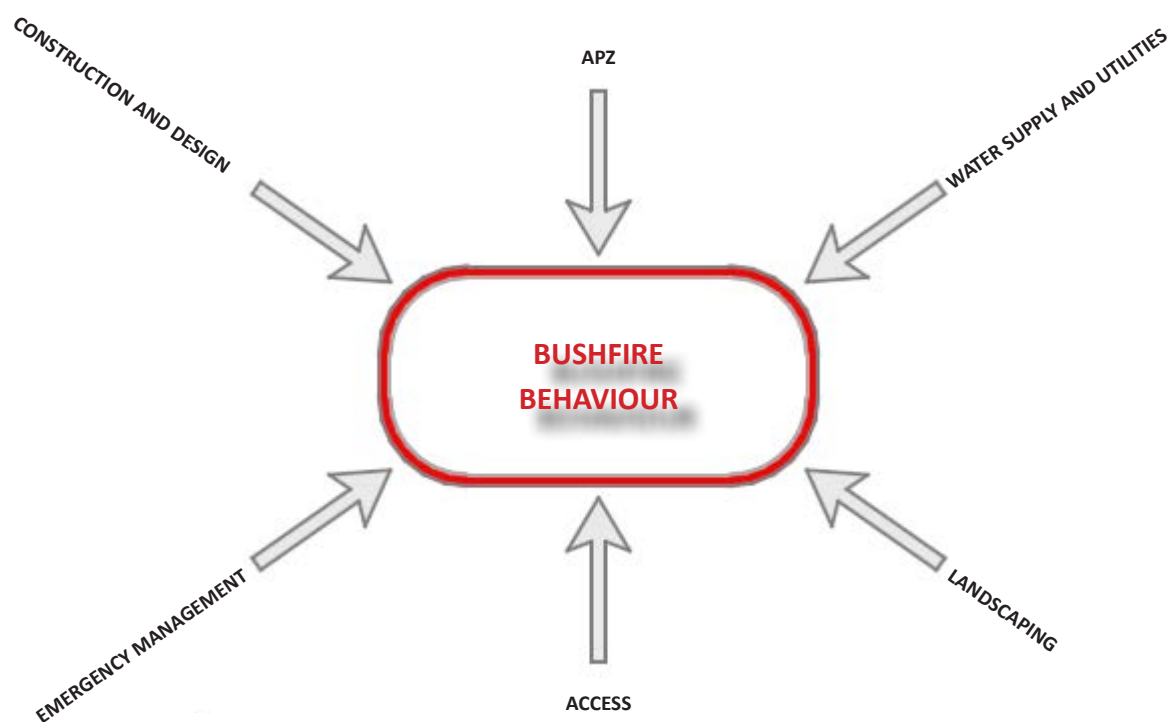 CONSTRUCTION AND DESIGN
APZ
WATER SUPPLY AND UTILITIES
BUSHFIRE
BEHAVIOUR
EMERGENCY MANAGEMENT
ACCESS
LANDSCAPING